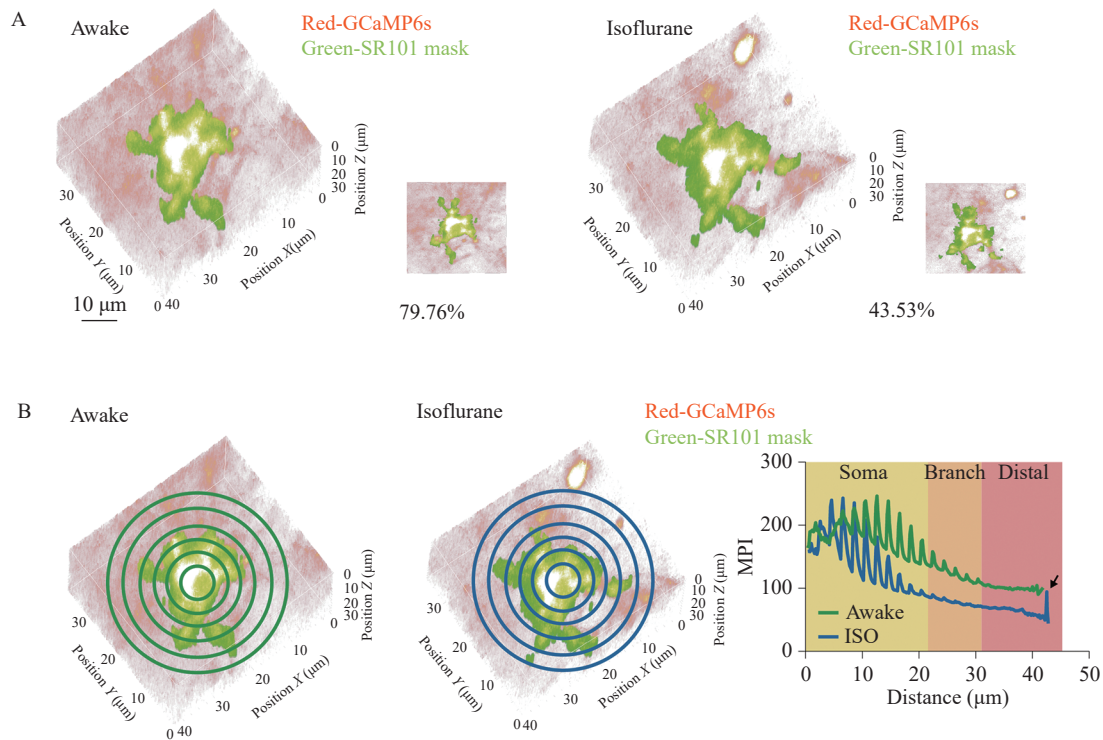 A
Awake
Red-GCaMP6s
Green-SR101 mask
0
10
20
30
Position Z (μm)
30
20
10
0
Position Y (μm)
0
10
20
30
40
Position X(μm)
10 μm
79.76%
Isoflurane
Red-GCaMP6s
Green-SR101 mask
0
10
20
30
Position Z (μm)
30
20
10
0
Position Y (μm)
0
10
20
30
40
Position X (μm)
43.53%
B
Awake
0
10
20
30
Position Z (μm)
30
20
10
0
Position Y (μm)
0
10
20
30
40
Position X (μm)
Isoflurane
Red-GCaMP6s
Green-SR101 mask
0
10
20
30
Position Z (μm)
30
20
10
0
Position Y (μm)
0
10
20
30
40
Position X (μm)
300
200
100
0
MPI
Soma
Branch
Distal
Awake
ISO
0
10
20
30
40
50
Distance (μm)